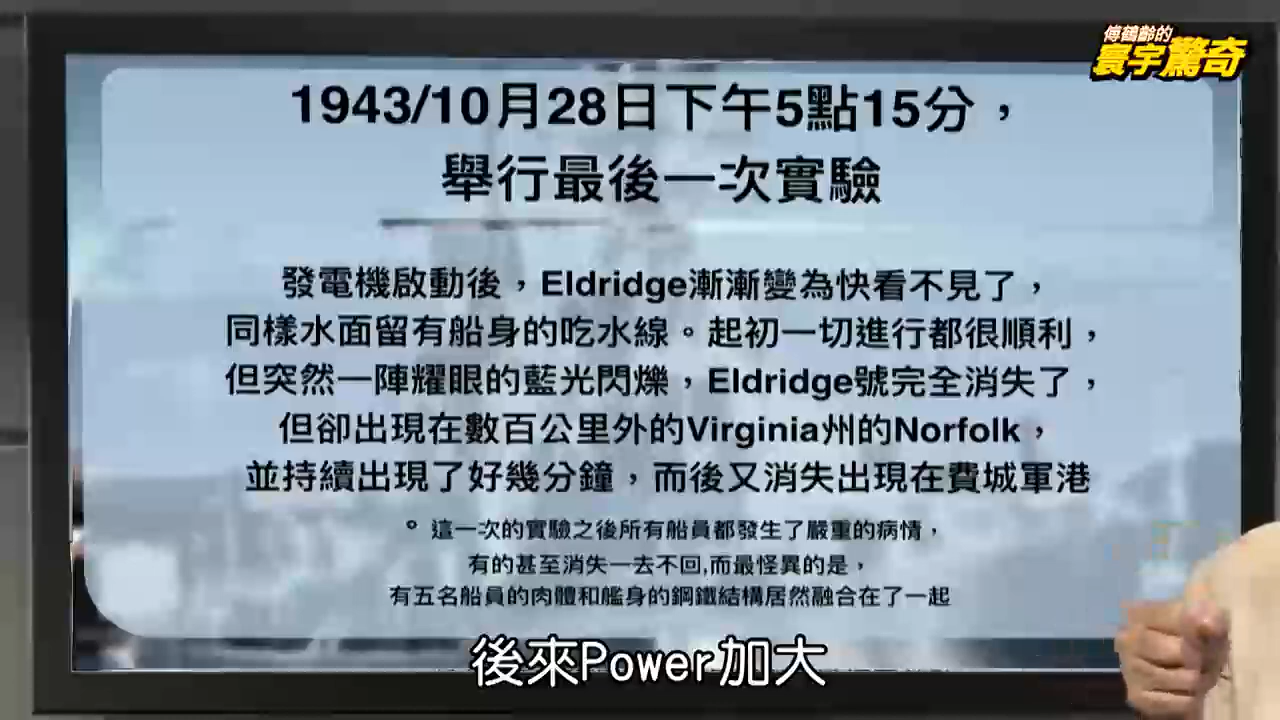 傅鶴齡的
寰宇驚奇
1943/10月28日下午5點15分，
舉行最後一次實驗
發電機啟動後，Eldridge漸漸變為快看不見了，
同樣水面留有船身的吃水線。起初一切進行都很順利，
但突然一陣耀眼的藍光閃爍，Eldridge號完全消失了，
但卻出現在數百公里外的Virginia州的Norfolk，
並持續出現了好幾分鐘，而後又消失出現在費城軍港
。這一次的實驗之後所有船員都發生了嚴重的病情，
有的甚至消失一去不回,而最怪異的是，
有五名船員的肉體和艦身的鋼鐵結構居然融合在了一起
後來Power加大